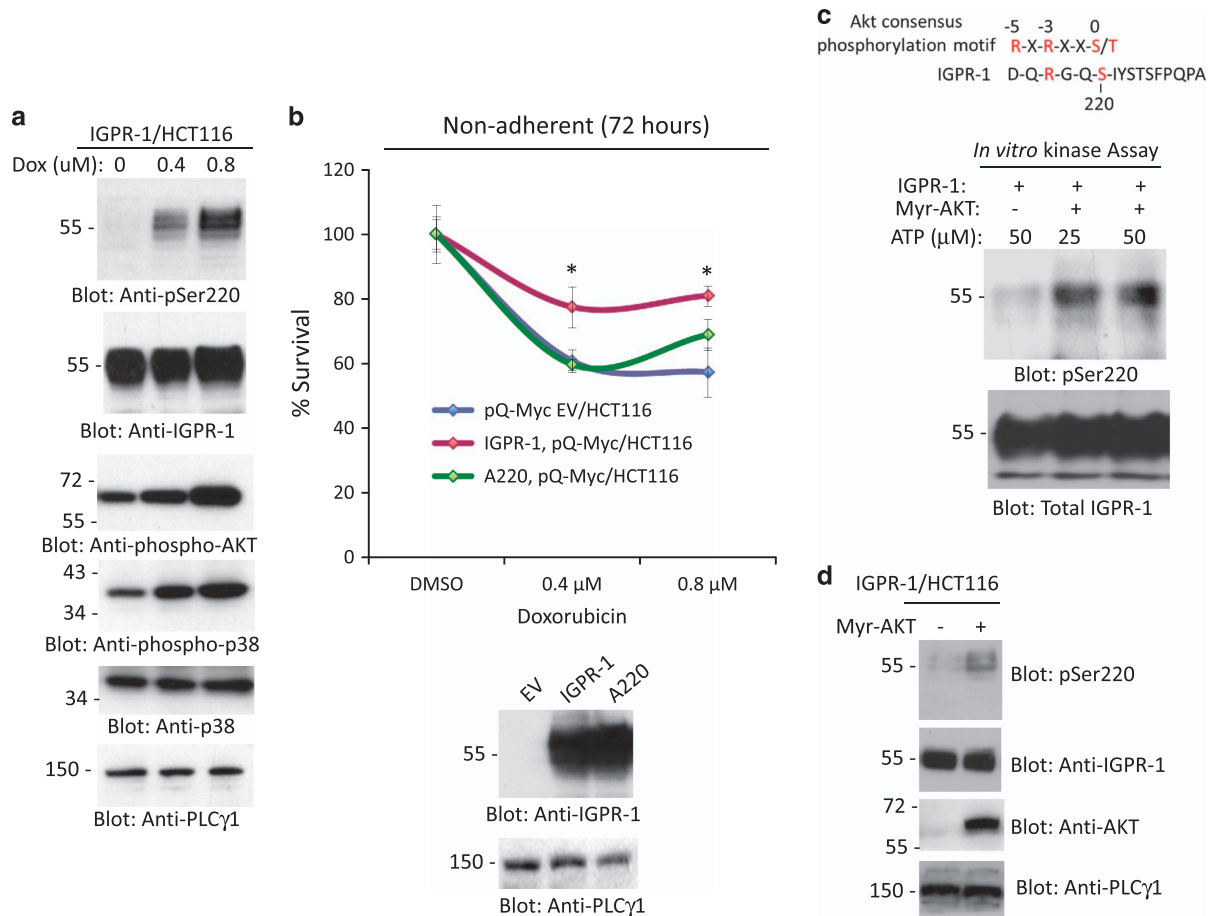 a
IGPR-1/HCT116
Dox (uM): 0 0.4 0.8
55 -
Blot: Anti-pSer220
55 -
Blot: Anti-IGPR-1
72 -
55 -
Blot: Anti-phospho-AKT
43 -
34 -
Blot: Anti-phospho-p38
34 -
Blot: Anti-p38
150 -
Blot: Anti-PLCγ1
b
Non-adherent (72 hours)
% Survival
120
100
80
60
40
20
0
* *
pQ-Myc EV/HCT116
IGPR-1, pQ-Myc/HCT116
A220, pQ-Myc/HCT116
DMSO 0.4 μM 0.8 μM
Doxorubicin
EV IGPR-1 A220
55 -
Blot: Anti-IGPR-1
150 -
Blot: Anti-PLCγ1
c
Akt consensus
phosphorylation motif
-5 -3 0
R-X-R-X-X-S/T
IGPR-1 D-Q-R-G-Q-S-IYSTSFPQPA
220
In vitro kinase Assay
IGPR-1: + + +
Myr-AKT: - + +
ATP (μM): 50 25 50
55 -
Blot: pSer220
55 -
Blot: Total IGPR-1
d
IGPR-1/HCT116
Myr-AKT - +
55 -
Blot: pSer220
55 -
Blot: Anti-IGPR-1
72 -
55 -
Blot: Anti-AKT
150 -
Blot: Anti-PLCγ1